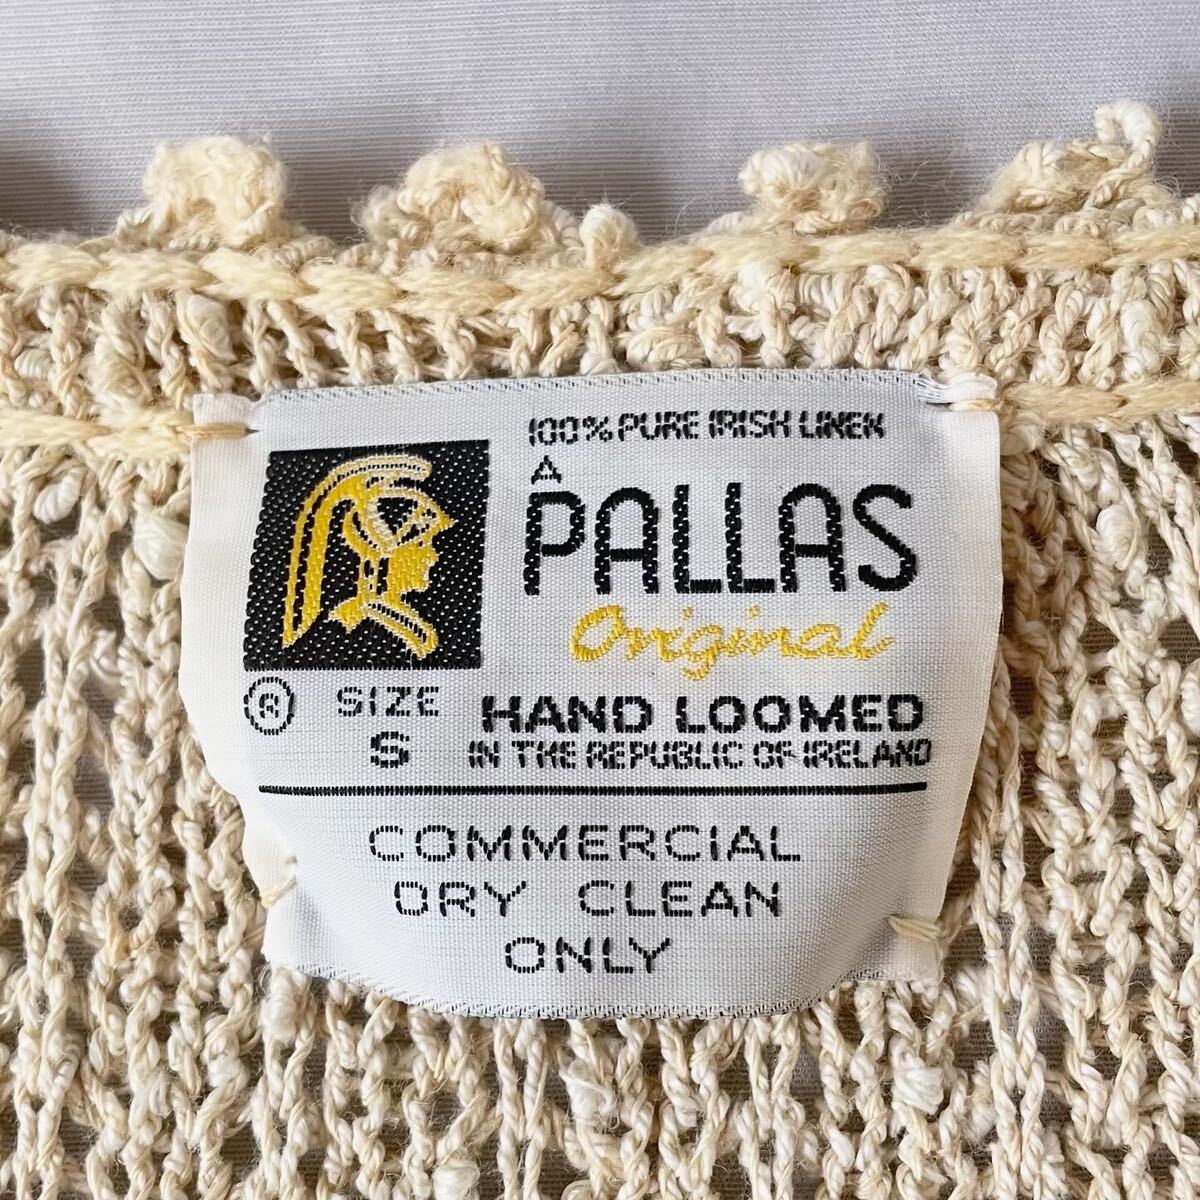 100% PURE IRISH LINEN
A
PALLAS
Original
® SIZE
S
HAND LOOMED
IN THE REPUBLIC OF IRELAND
COMMERCIAL
DRY CLEAN
ONLY